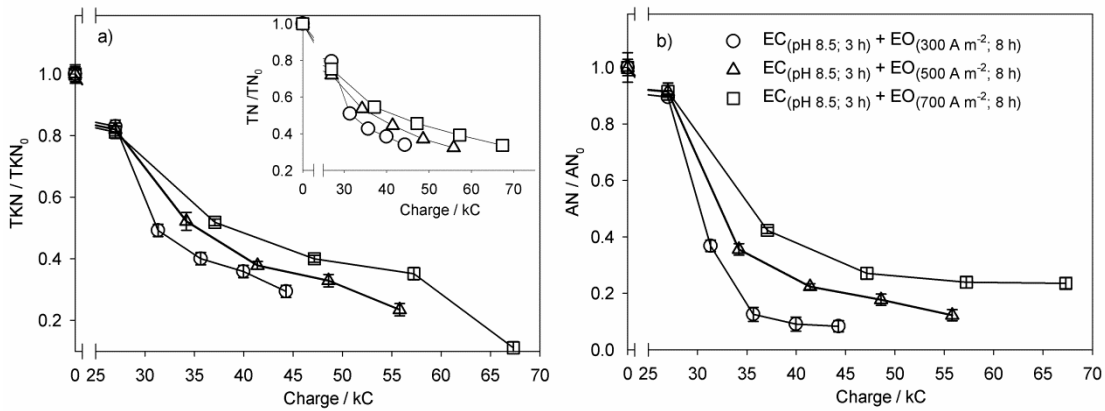 a)
TKN / TKN₀
1.0
0.8
0.6
0.4
0.2
0 25 30 35 40 45 50 55 60 65 70
Charge / kC
TN /TN₀
1.0
0.8
0.6
0.4
0.2
0 30 40 50 60 70
Charge / kC
b)
EC(pH 8.5; 3 h) + EO(300 A m⁻²; 8 h)
EC(pH 8.5; 3 h) + EO(500 A m⁻²; 8 h)
EC(pH 8.5; 3 h) + EO(700 A m⁻²; 8 h)
AN / AN₀
1.0
0.8
0.6
0.4
0.2
0.0
0 25 30 35 40 45 50 55 60 65 70
Charge / kC